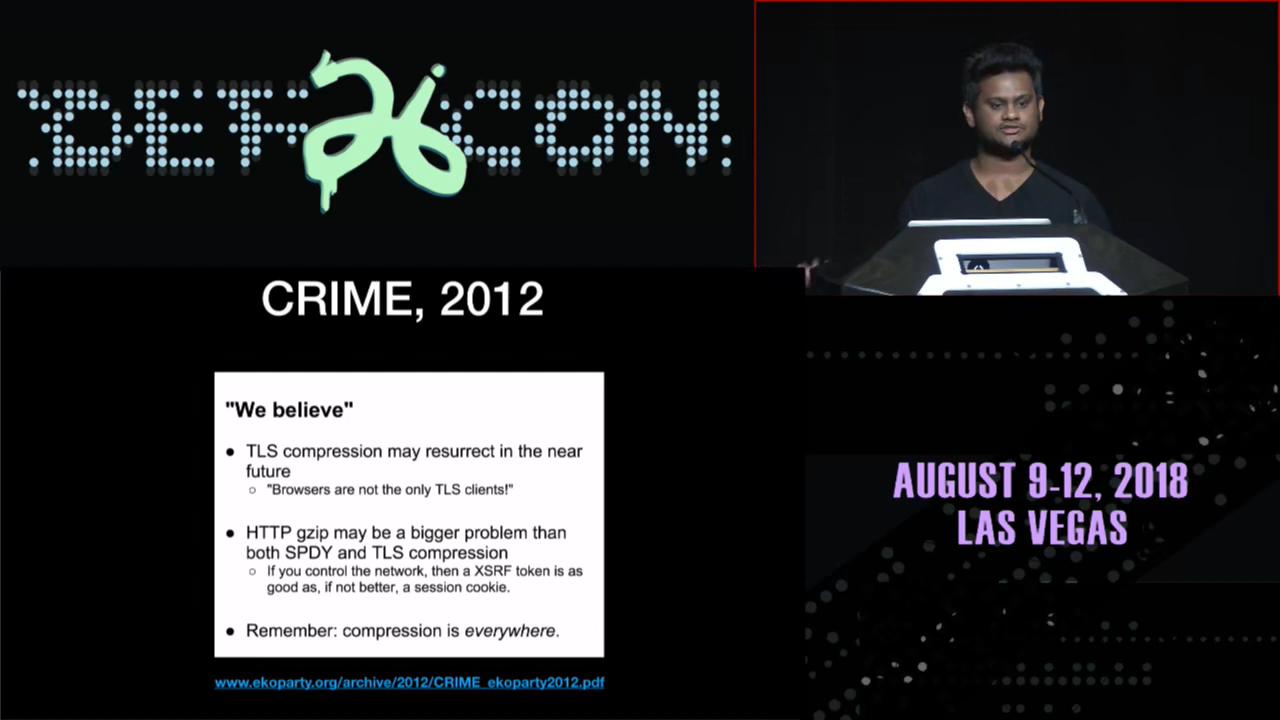 DEF 26 CON
CRIME, 2012
"We believe"
● TLS compression may resurrect in the near
future
○ "Browsers are not the only TLS clients!"
● HTTP gzip may be a bigger problem than
both SPDY and TLS compression
○ If you control the network, then a XSRF token is as
good as, if not better, a session cookie.
● Remember: compression is everywhere.
www.ekoparty.org/archive/2012/CRIME_ekoparty2012.pdf
AUGUST 9-12, 2018
LAS VEGAS